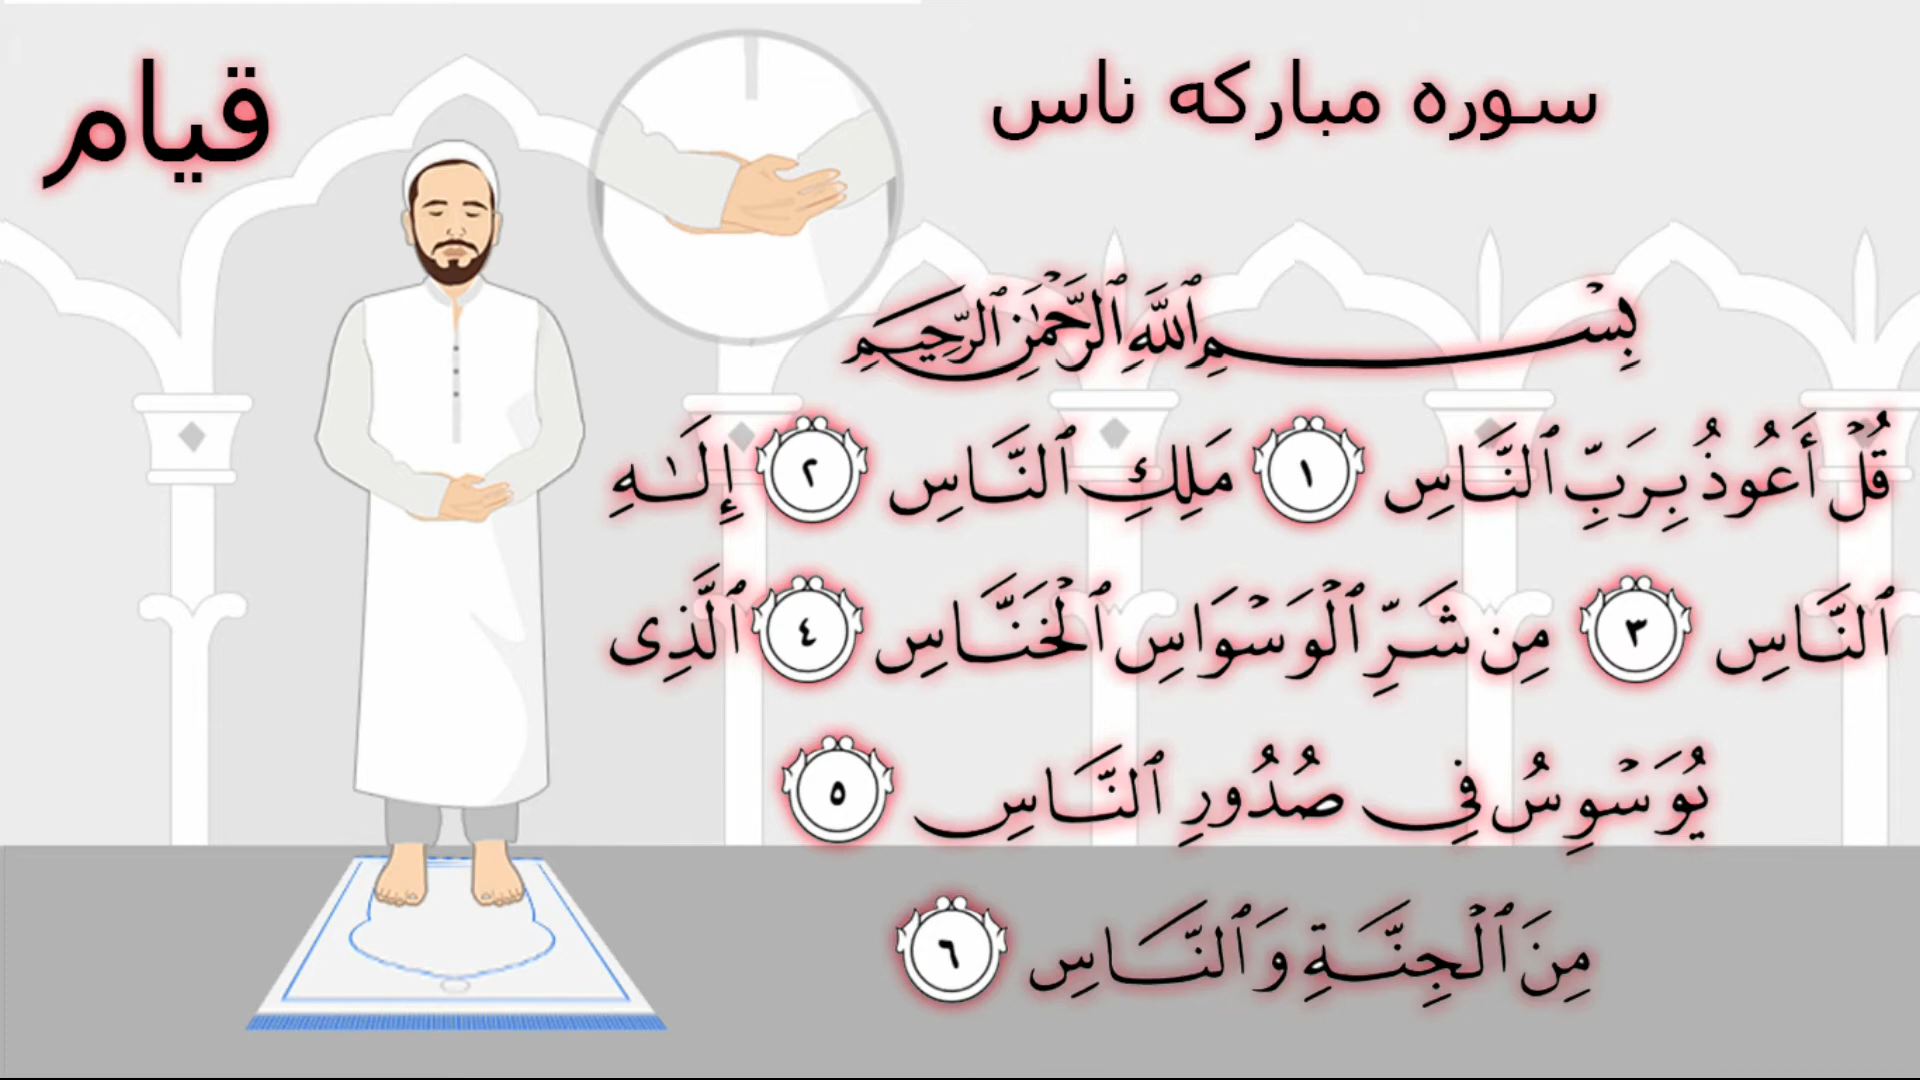 سوره مبارکه ناس
قیام
بِسْمِ ٱللَّهِ ٱلرَّحْمَٰنِ ٱلرَّحِيمِ
قُلْ أَعُوذُ بِرَبِّ ٱلنَّاسِ ١ مَلِكِ ٱلنَّاسِ ٢ إِلَٰهِ
ٱلنَّاسِ ٣ مِن شَرِّ ٱلْوَسْوَاسِ ٱلْخَنَّاسِ ٤ ٱلَّذِى
يُوَسْوِسُ فِى صُدُورِ ٱلنَّاسِ ٥
مِنَ ٱلْجِنَّةِ وَٱلنَّاسِ ٦